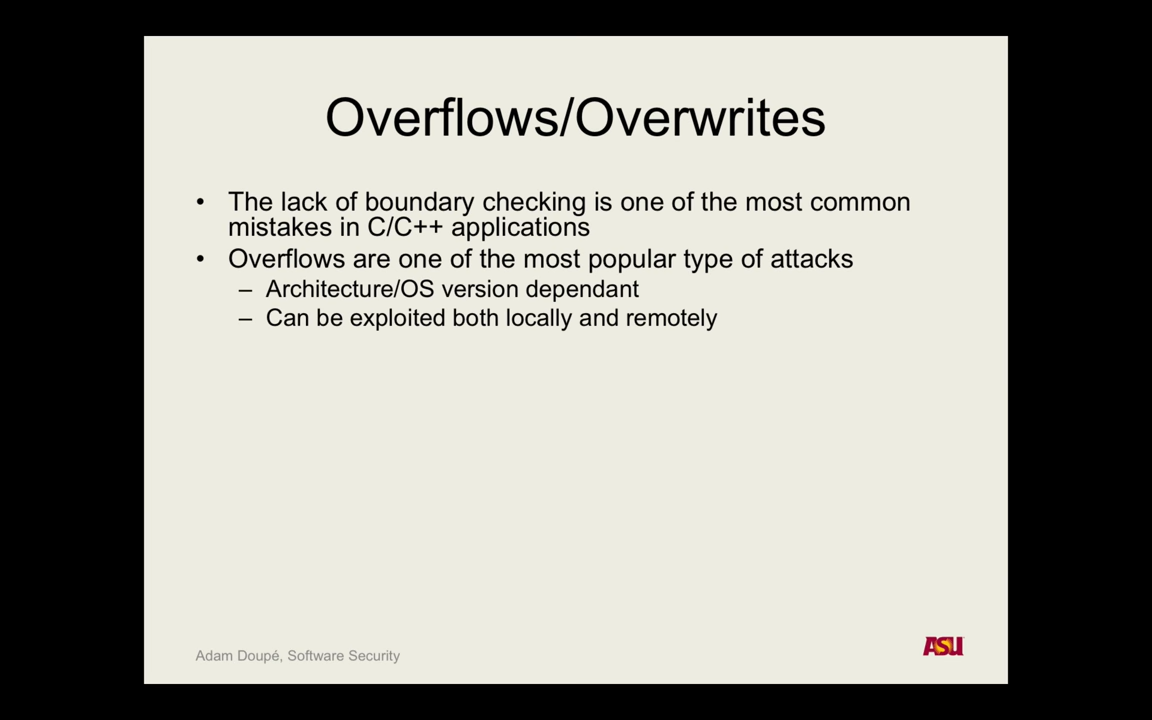 Overflows/Overwrites
• The lack of boundary checking is one of the most common
mistakes in C/C++ applications
• Overflows are one of the most popular type of attacks
– Architecture/OS version dependant
– Can be exploited both locally and remotely
Adam Doupé, Software Security
ASU